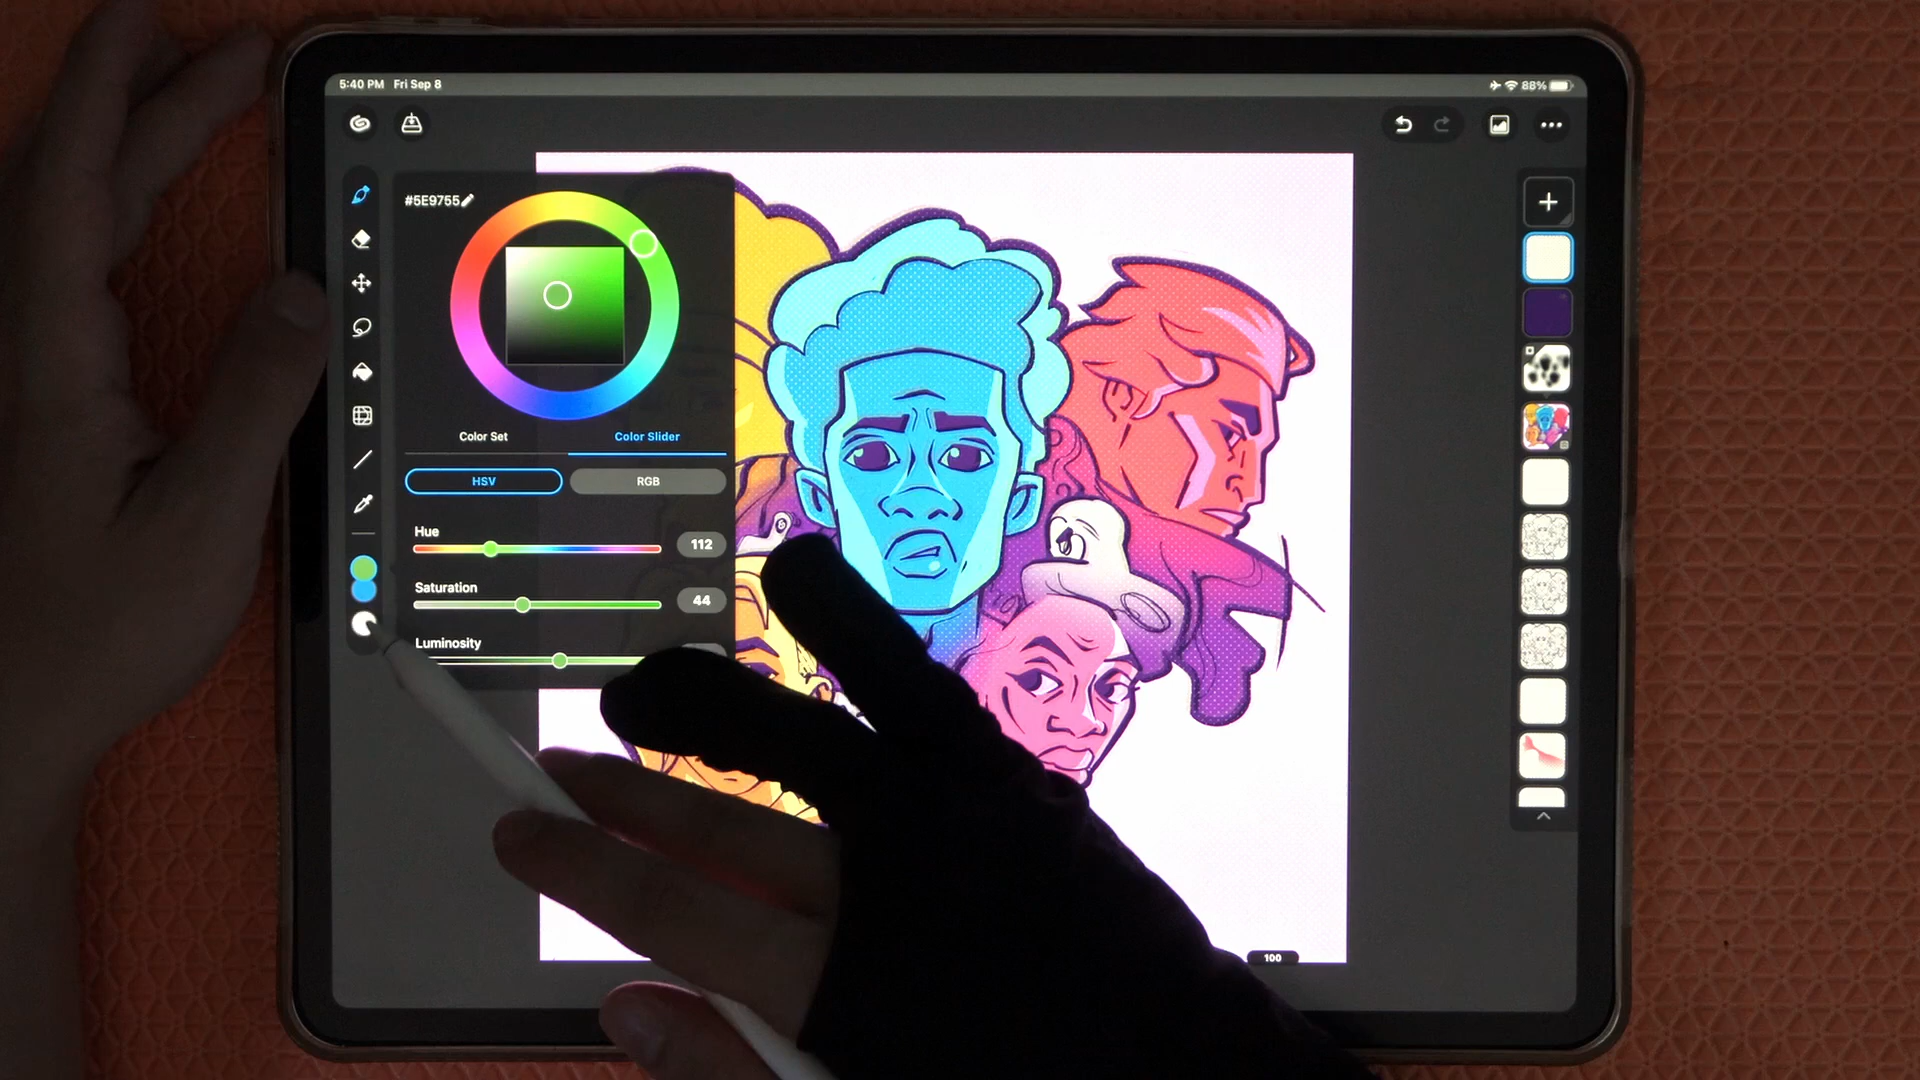 5:40 PM Fri Sep 8
88%
#5E9755
Color Set
Color Slider
HSV
RGB
Hue
112
Saturation
44
Luminosity
100